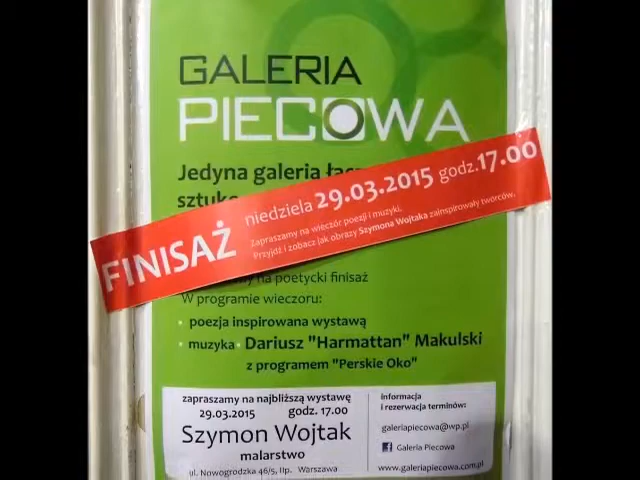 GALERIA
PIECOWA
Jedyna galeria
sztukę
FINISAŻ
niedziela 29.03.2015 godz.17.00
Zapraszamy na wieczór poezji i muzyki.
Przyjdź i zobacz jak obrazy Szymona Wojtaka zainspirowały twórców.
na poetycki finisaż
W programie wieczoru:
• poezja inspirowana wystawą
• muzyka • Dariusz "Harmattan" Makulski
z programem "Perskie Oko"
zapraszamy na najbliższą wystawę
29.03.2015 godz. 17.00
Szymon Wojtak
malarstwo
ul. Nowogrodzka 46/5, IIp. Warszawa
informacja
i rezerwacja terminów:
galeriapiecowa@wp.pl
f Galeria Piecowa
www.galeriapiecowa.com.pl